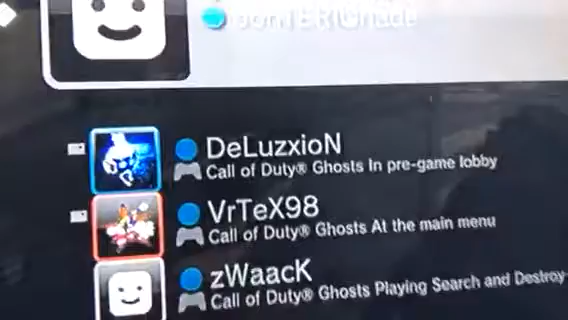 DeLuzxioN
Call of Duty® Ghosts In pre-game lobby
VrTeX98
Call of Duty® Ghosts At the main menu
zWaacK
Call of Duty® Ghosts Playing Search and Destroy